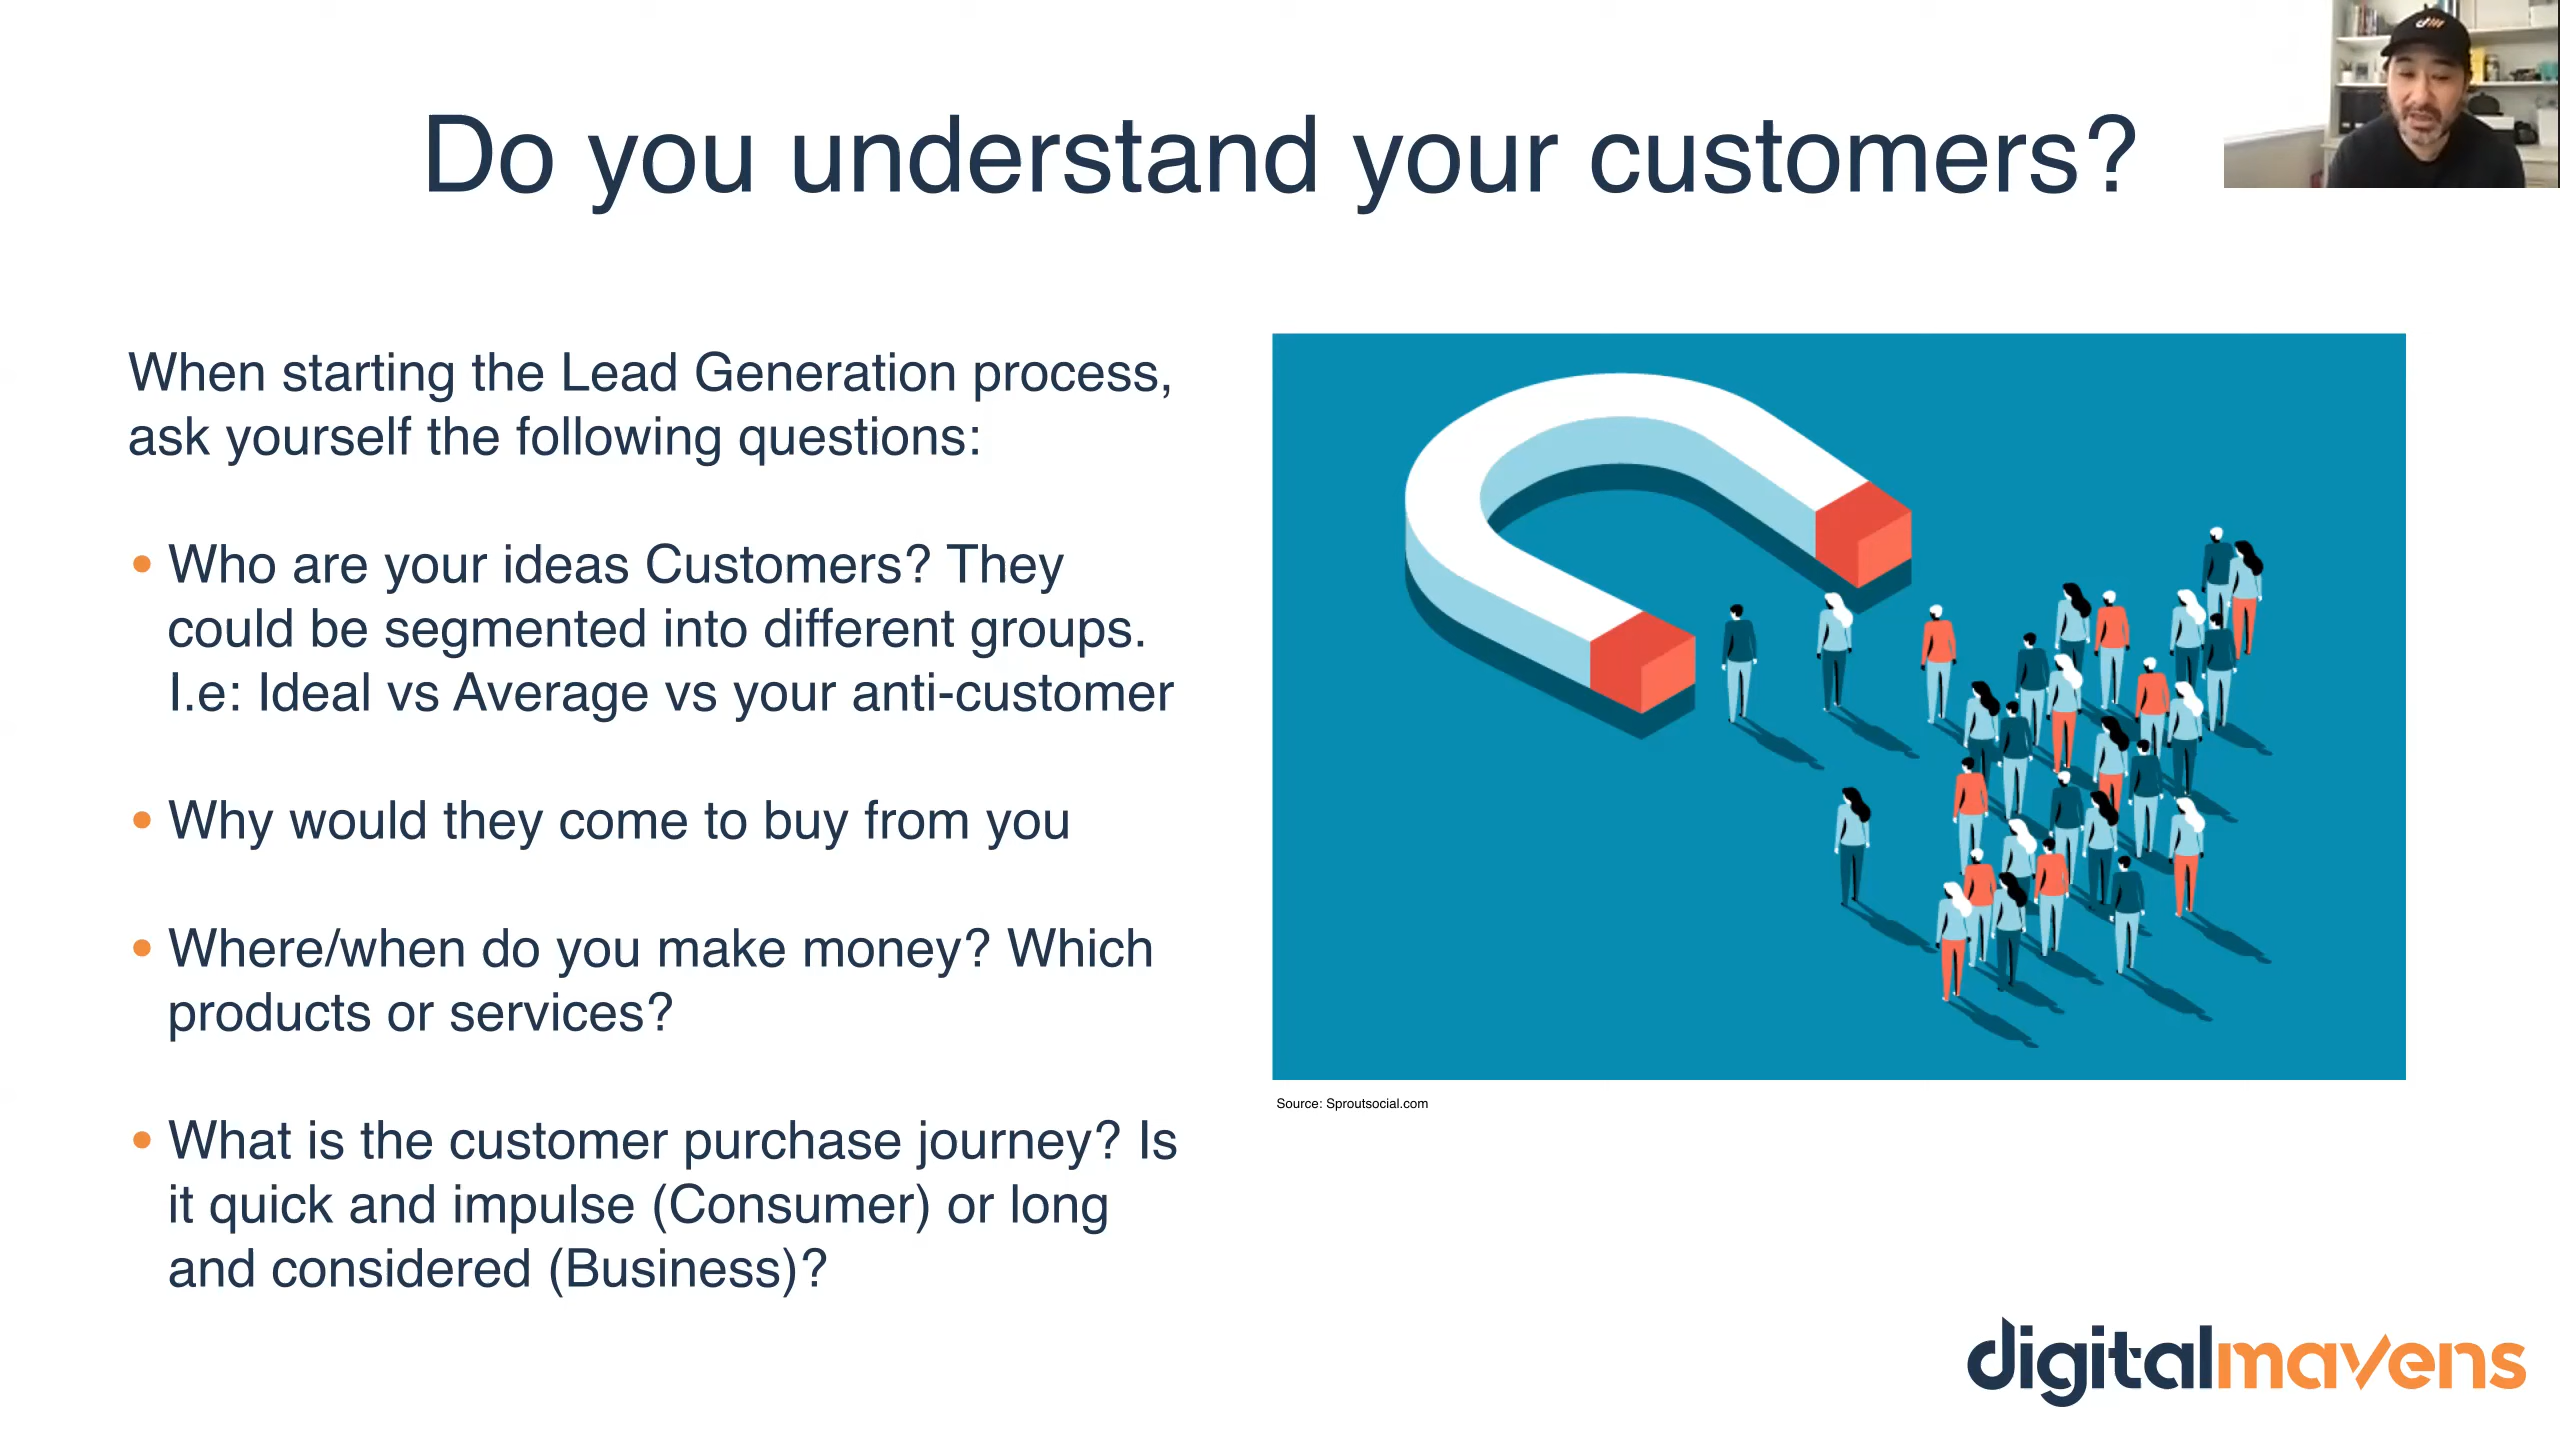 Do you understand your customers?
When starting the Lead Generation process,
ask yourself the following questions:
• Who are your ideas Customers? They
could be segmented into different groups.
I.e: Ideal vs Average vs your anti-customer
• Why would they come to buy from you
• Where/when do you make money? Which
products or services?
• What is the customer purchase journey? Is
it quick and impulse (Consumer) or long
and considered (Business)?
Source: Sproutsocial.com
digitalmavens
dm